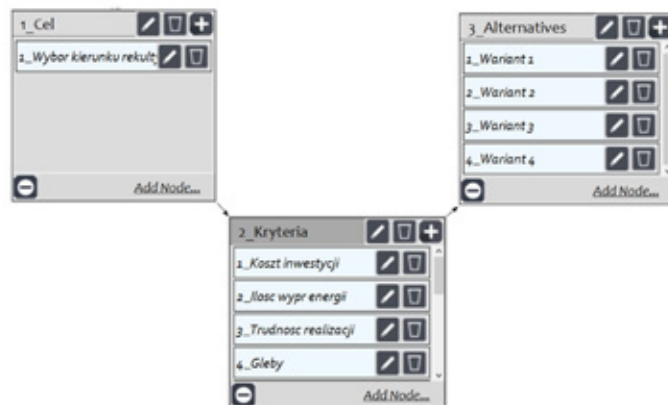 1_Cel
1_Wybor kierunku rekult
Add Node...
3_Alternatives
1_Wariant 1
2_Wariant 2
3_Wariant 3
4_Wariant 4
Add Node...
2_Kryteria
1_Koszt inwestycji
2_Ilosc wypr energii
3_Trudnosc realizacji
4_Gleby
Add Node...